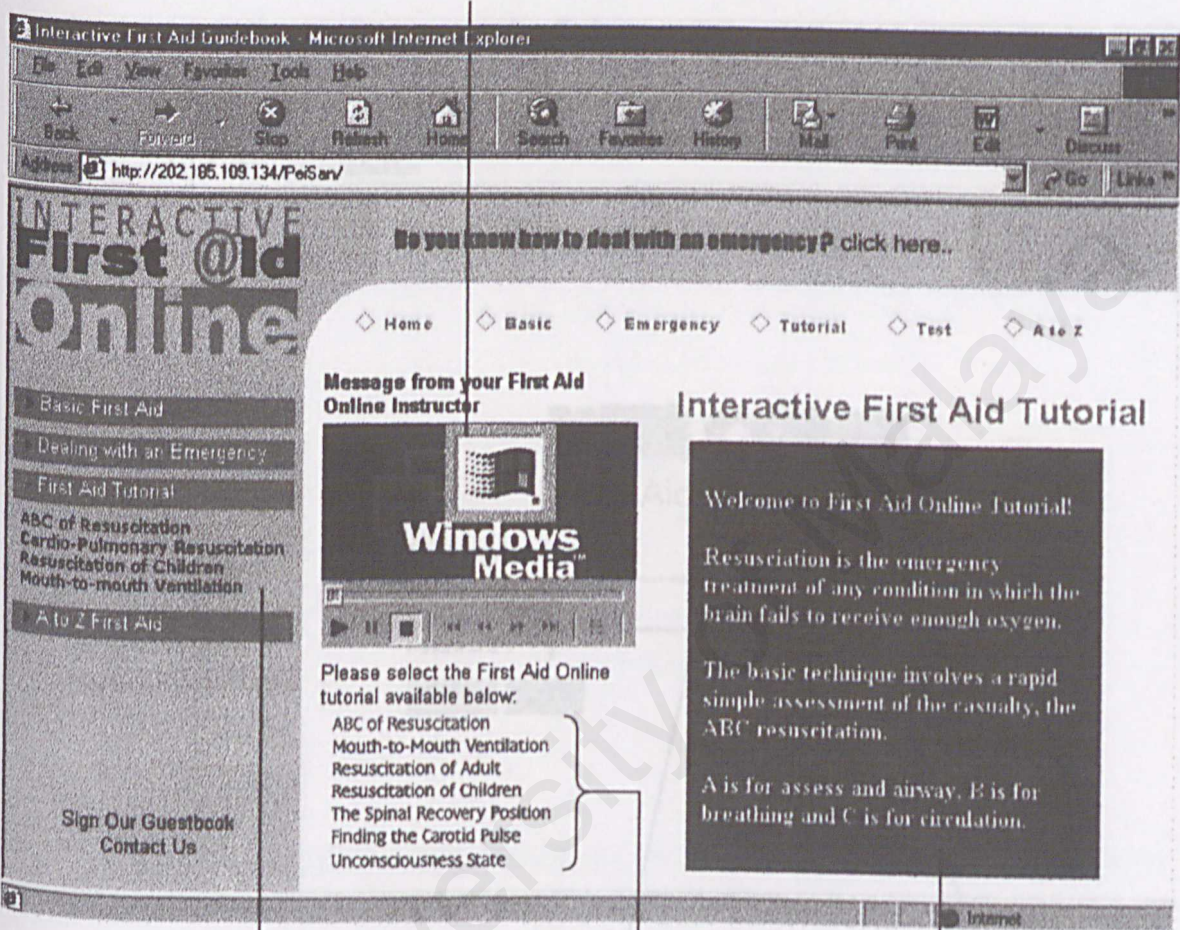 Interactive First Aid Guidebook - Microsoft Internet Explorer
File Edit View Favorites Tools Help
Back Forward Stop Refresh Home Search Favorites History Mail Print Edit Discuss
Address http://202.185.109.134/PeiSan/ Go Links
INTERACTIVE
First @Id
Online
Do you know how to deal with an emergency? click here..
Home Basic Emergency Tutorial Test A to Z
Basic First Aid
Dealing with an Emergency
First Aid Tutorial
ABC of Resuscitation
Cardio-Pulmonary Resuscitation
Resuscitation of Children
Mouth-to-mouth Ventilation
A to Z First Aid
Sign Our Guestbook
Contact Us
Message from your First Aid
Online Instructor
Windows
Media™
Please select the First Aid Online
tutorial available below:
ABC of Resuscitation
Mouth-to-Mouth Ventilation
Resuscitation of Adult
Resuscitation of Children
The Spinal Recovery Position
Finding the Carotid Pulse
Unconsciousness State
Interactive First Aid Tutorial
Welcome to First Aid Online Tutorial!
Resusciation is the emergency
treatment of any condition in which the
brain fails to receive enough oxygen.
The basic technique involves a rapid
simple assessment of the casualty, the
ABC resuscitation.
A is for assess and airway, B is for
breathing and C is for circulation.
Internet
University of Malaya